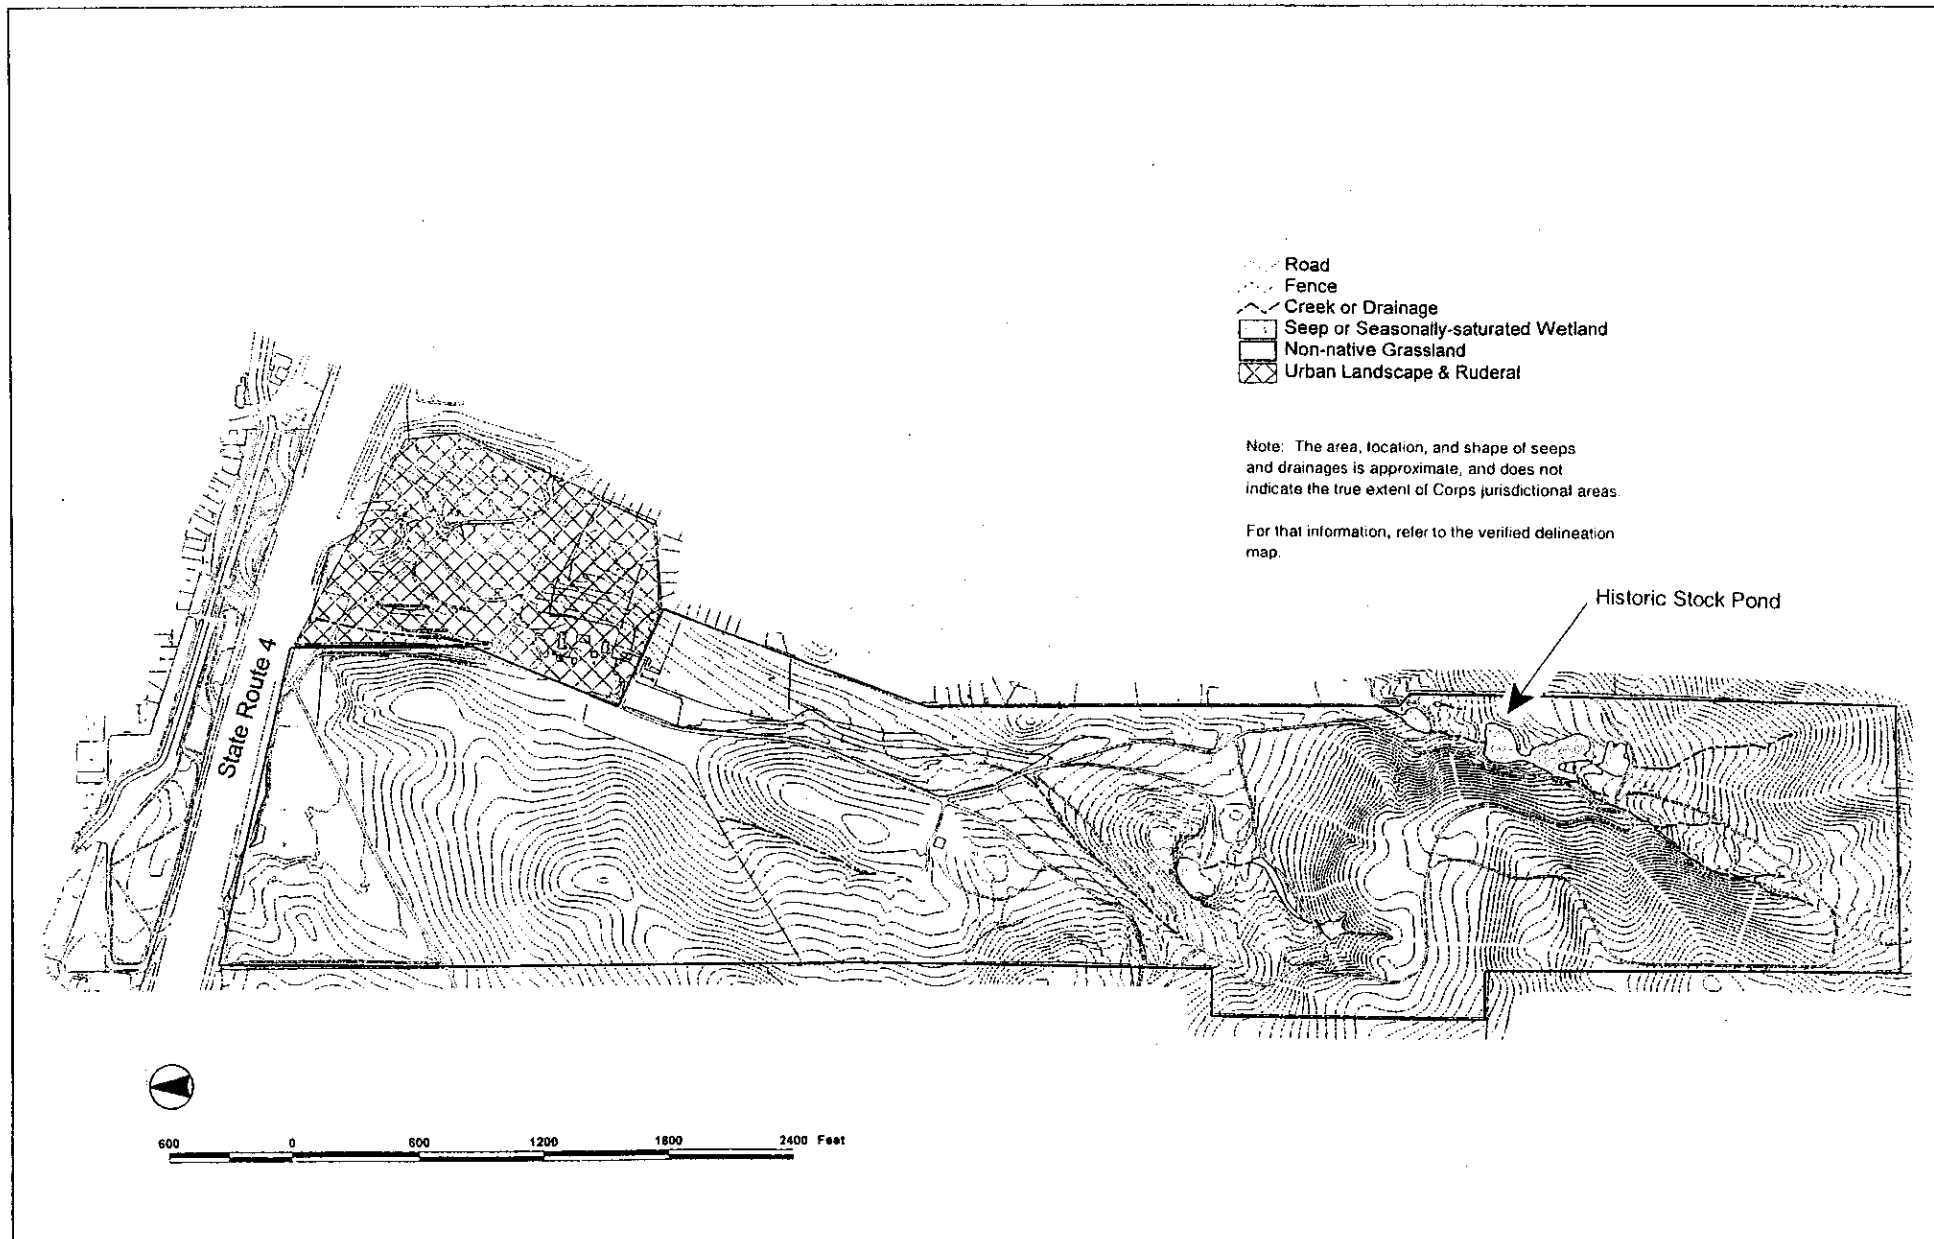 Road
Fence
Creek or Drainage
Seep or Seasonally-saturated Wetland
Non-native Grassland
Urban Landscape & Ruderal
Note: The area, location, and shape of seeps
and drainages is approximate, and does not
indicate the true extent of Corps jurisdictional areas.
For that information, refer to the verified delineation
map.
Historic Stock Pond
State Route 4
600 0 600 1200 1800 2400 Feet